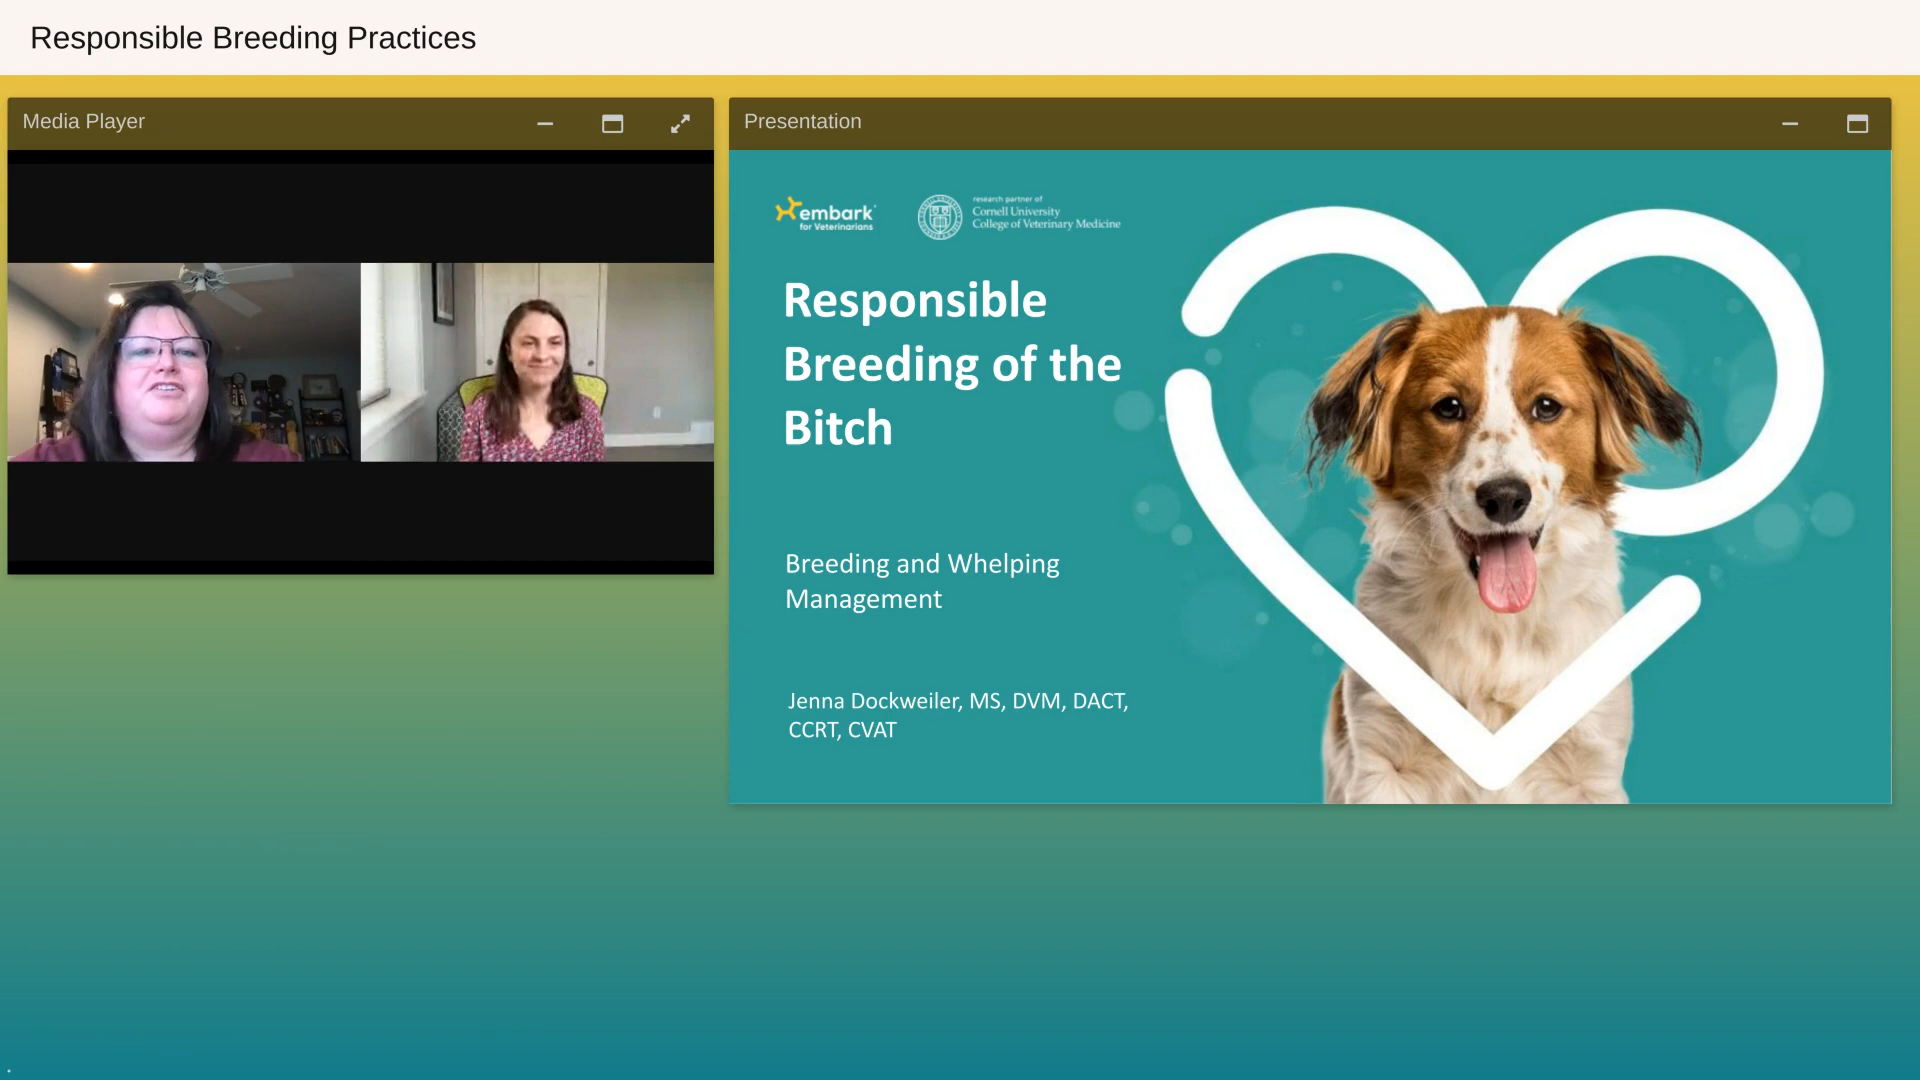 Responsible Breeding Practices
Media Player
Presentation
embark
for Veterinarians
research partner of
Cornell University
College of Veterinary Medicine
Responsible
Breeding of the
Bitch
Breeding and Whelping
Management
Jenna Dockweiler, MS, DVM, DACT,
CCRT, CVAT